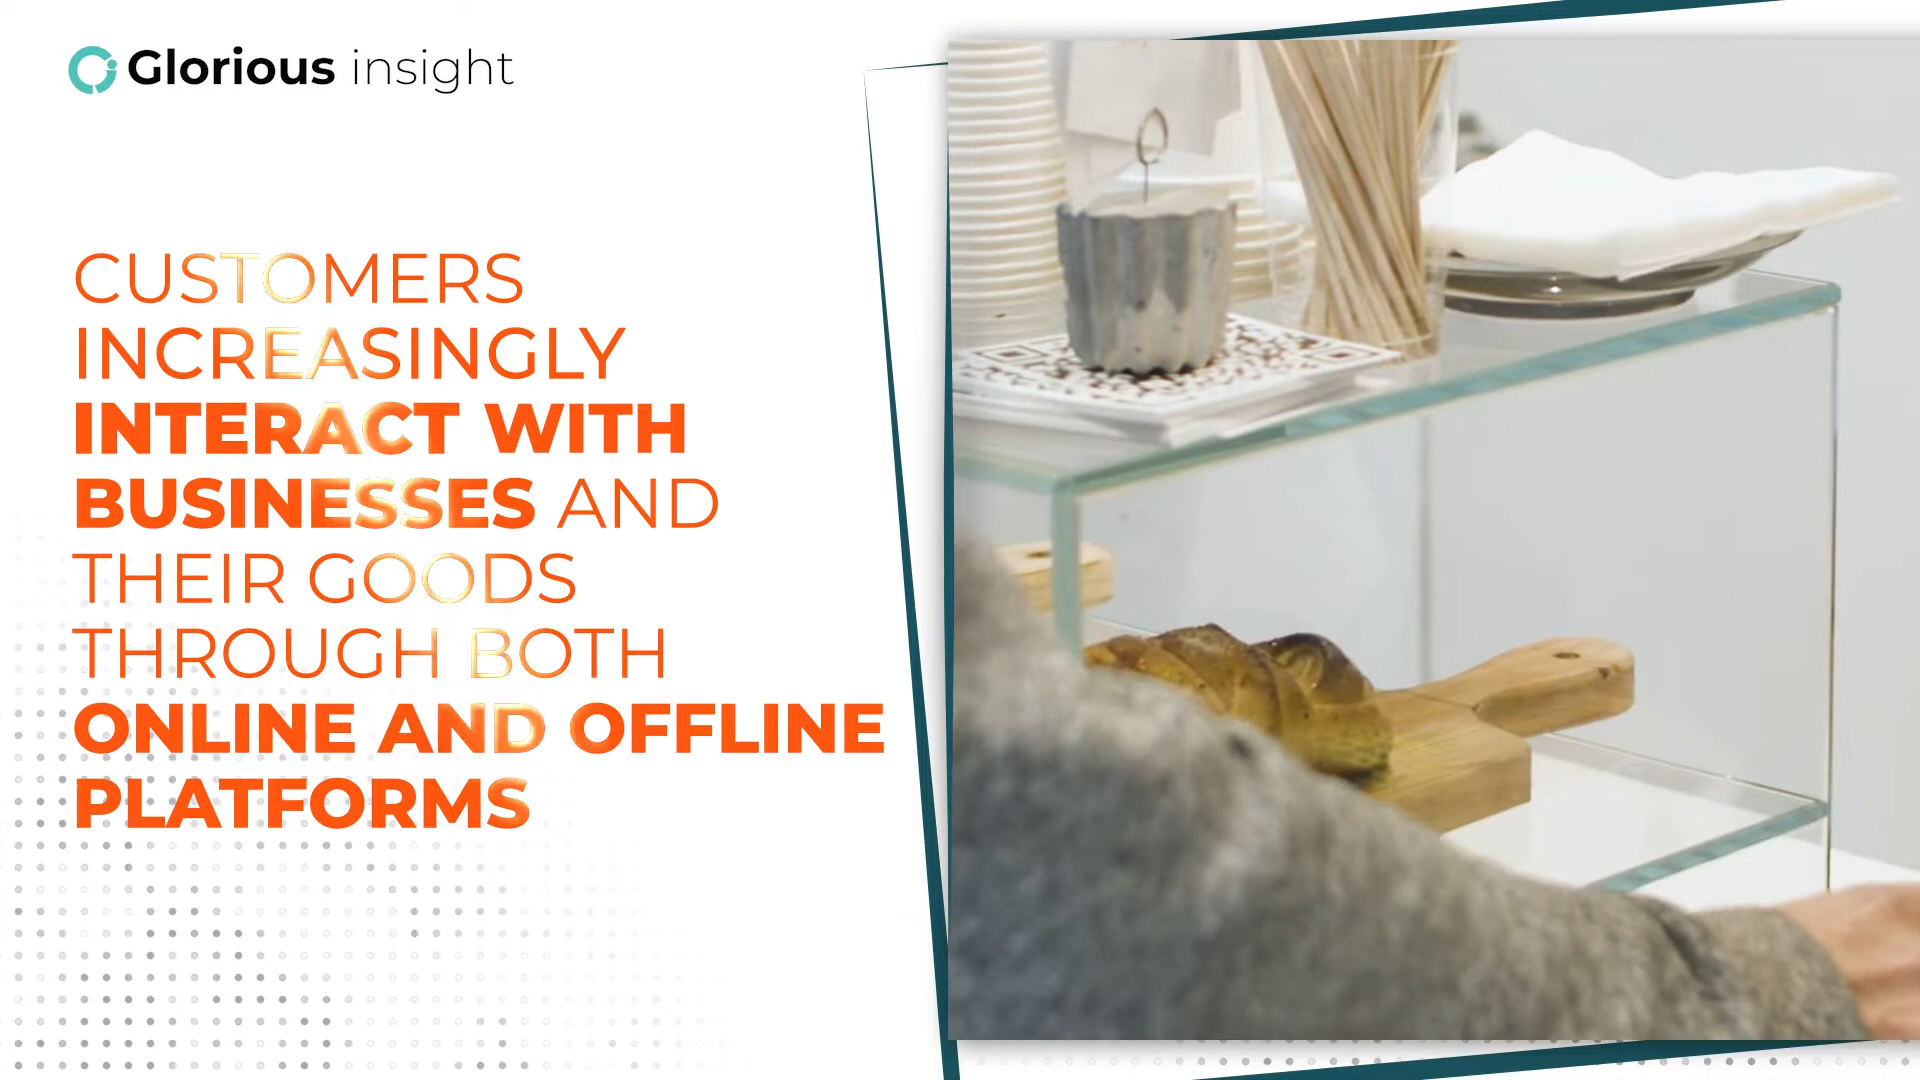 Glorious insight
CUSTOMERS
INCREASINGLY
INTERACT WITH
BUSINESSES AND
THEIR GOODS
THROUGH BOTH
ONLINE AND OFFLINE
PLATFORMS